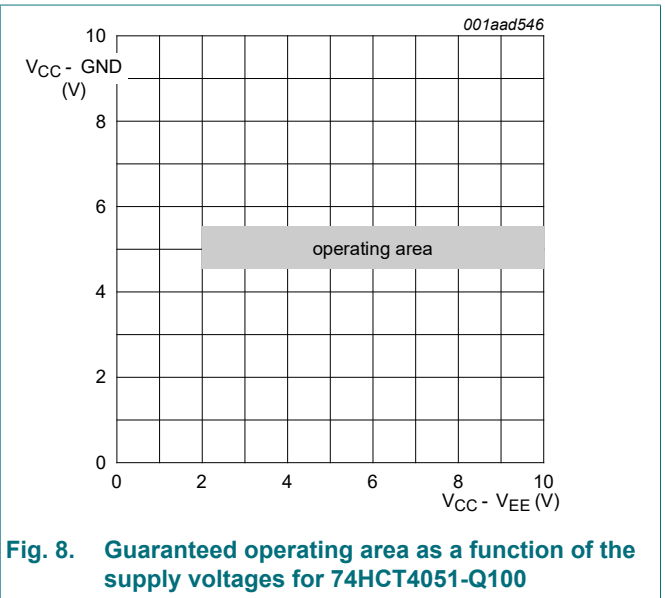 001aad546
10
VCC - GND
(V)
8
6
operating area
4
2
0
0 2 4 6 8 10
VCC - VEE (V)
Fig. 8. Guaranteed operating area as a function of the
supply voltages for 74HCT4051-Q100